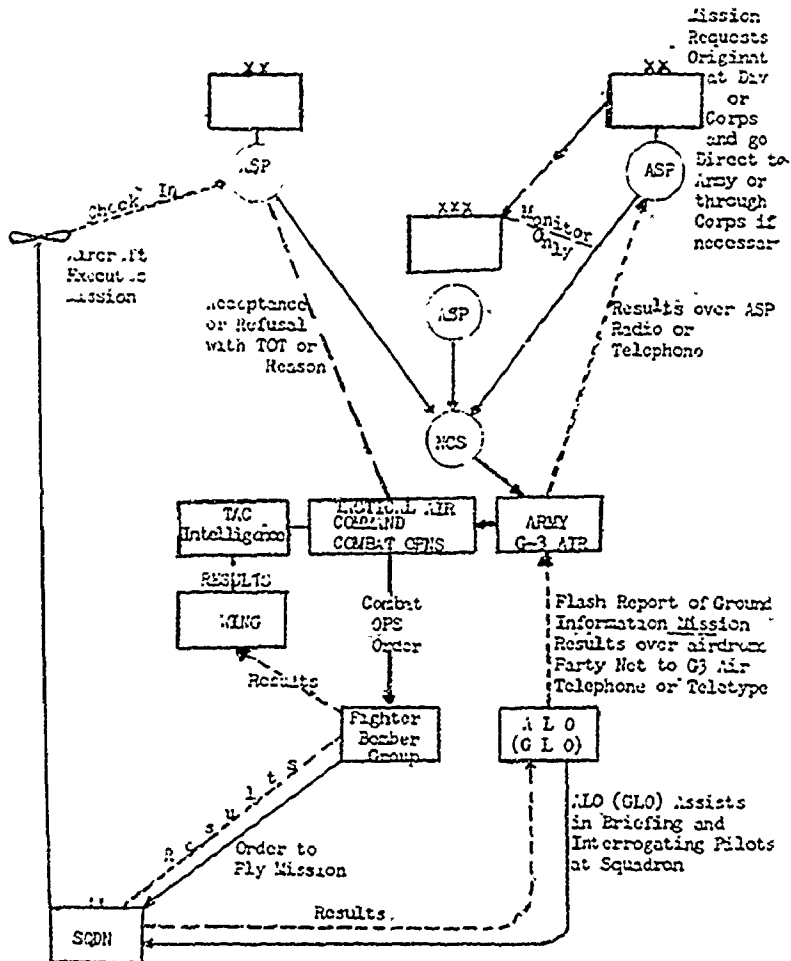 Mission
Requests
Originat
at Div
or
Corps
and go
Direct to
Army or
through
Corps if
necessar
XX
XX
ASP
ASP
Check In
XXX
Monitor
Only
Aircraft
Execute
Mission
ASP
Acceptance
or Refusal
with TOT or
Reason
Results over ASP
Radio or
Telephone
NCS
TAC
Intelligence
TACTICAL AIR
COMMAND
COMBAT OPNS
ARMY
G-3 AIR
RESULTS
WING
Combat
OPS
Order
Flash Report of Ground
Information Mission
Results over airdrome
Party Net to G3 Air
Telephone or Teletype
Results
Fighter
Bomber
Group
A L O
(G L O)
Results
Order to
Fly Mission
ALO (GLO) Assists
in Briefing and
Interrogating Pilots
at Squadron
Results.
SQDN